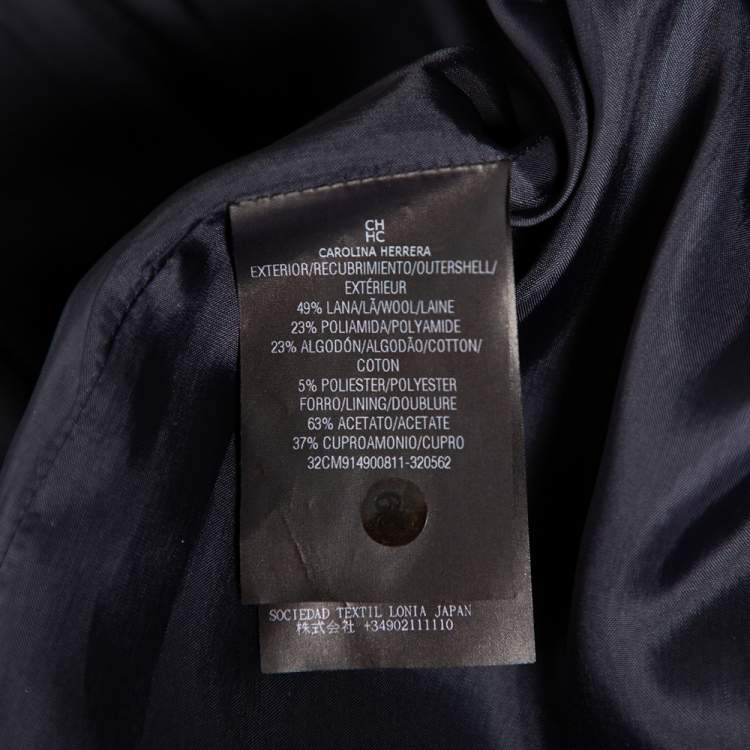 CH
HC
CAROLINA HERRERA
EXTERIOR/RECUBRIMIENTO/OUTERSHELL/
EXTÉRIEUR
49% LANA/LÃ/WOOL/LAINE
23% POLIAMIDA/POLYAMIDE
23% ALGODÓN/ALGODÃO/COTTON/
COTON
5% POLIESTER/POLYESTER
FORRO/LINING/DOUBLURE
63% ACETATO/ACETATE
37% CUPROAMONIO/CUPRO
32CM914900811-320562
SOCIEDAD TEXTIL LONIA JAPAN
株式会社 +34902111110